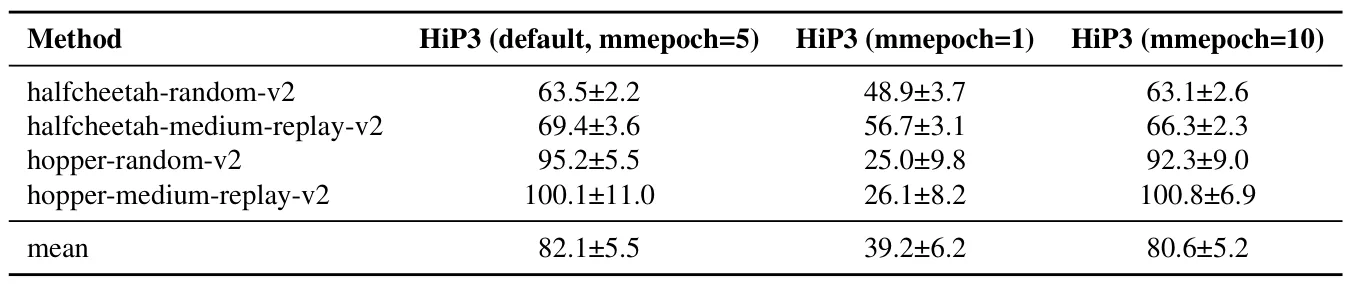 Method HiP3 (default, mmepoch=5) HiP3 (mmepoch=1) HiP3 (mmepoch=10)
halfcheetah-random-v2 63.5±2.2 48.9±3.7 63.1±2.6
halfcheetah-medium-replay-v2 69.4±3.6 56.7±3.1 66.3±2.3
hopper-random-v2 95.2±5.5 25.0±9.8 92.3±9.0
hopper-medium-replay-v2 100.1±11.0 26.1±8.2 100.8±6.9
mean 82.1±5.5 39.2±6.2 80.6±5.2